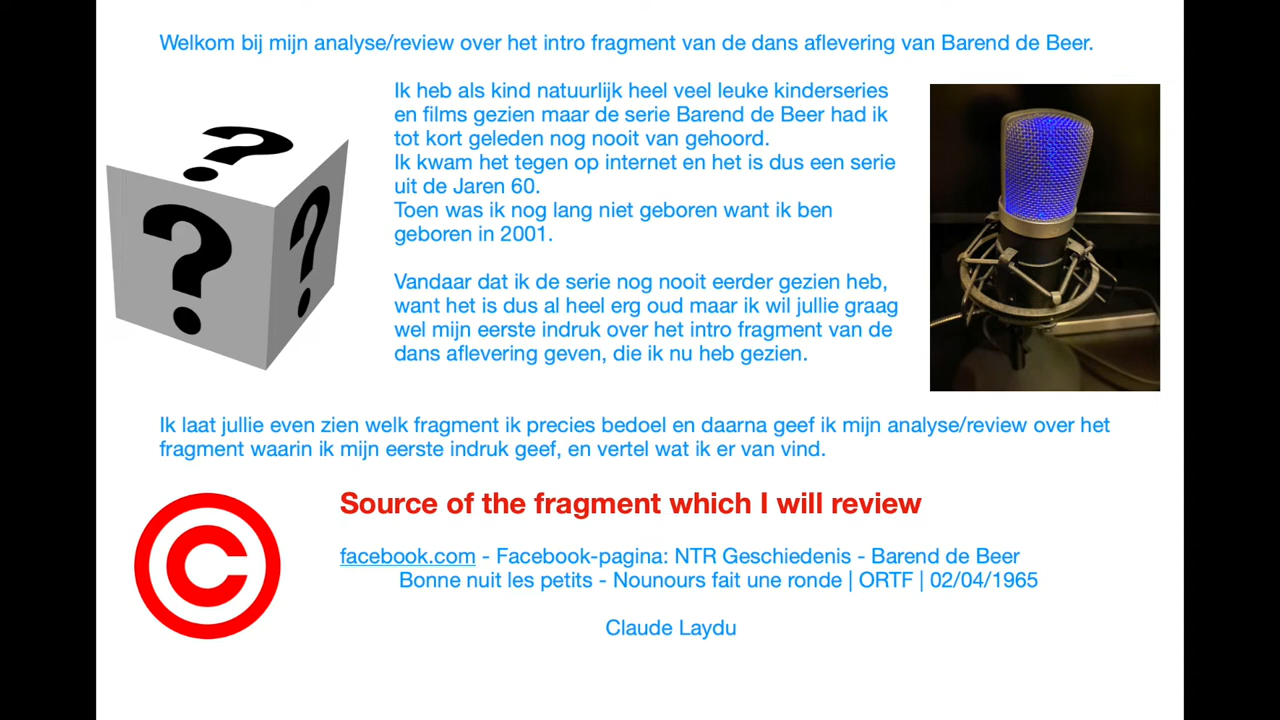 Welkom bij mijn analyse/review over het intro fragment van de dans aflevering van Barend de Beer.
Ik heb als kind natuurlijk heel veel leuke kinderseries
en films gezien maar de serie Barend de Beer had ik
tot kort geleden nog nooit van gehoord.
Ik kwam het tegen op internet en het is dus een serie
uit de Jaren 60.
Toen was ik nog lang niet geboren want ik ben
geboren in 2001.
Vandaar dat ik de serie nog nooit eerder gezien heb,
want het is dus al heel erg oud maar ik wil jullie graag
wel mijn eerste indruk over het intro fragment van de
dans aflevering geven, die ik nu heb gezien.
Ik laat jullie even zien welk fragment ik precies bedoel en daarna geef ik mijn analyse/review over het
fragment waarin ik mijn eerste indruk geef, en vertel wat ik er van vind.
Source of the fragment which I will review
facebook.com - Facebook-pagina: NTR Geschiedenis - Barend de Beer
Bonne nuit les petits - Nounours fait une ronde | ORTF | 02/04/1965
Claude Laydu